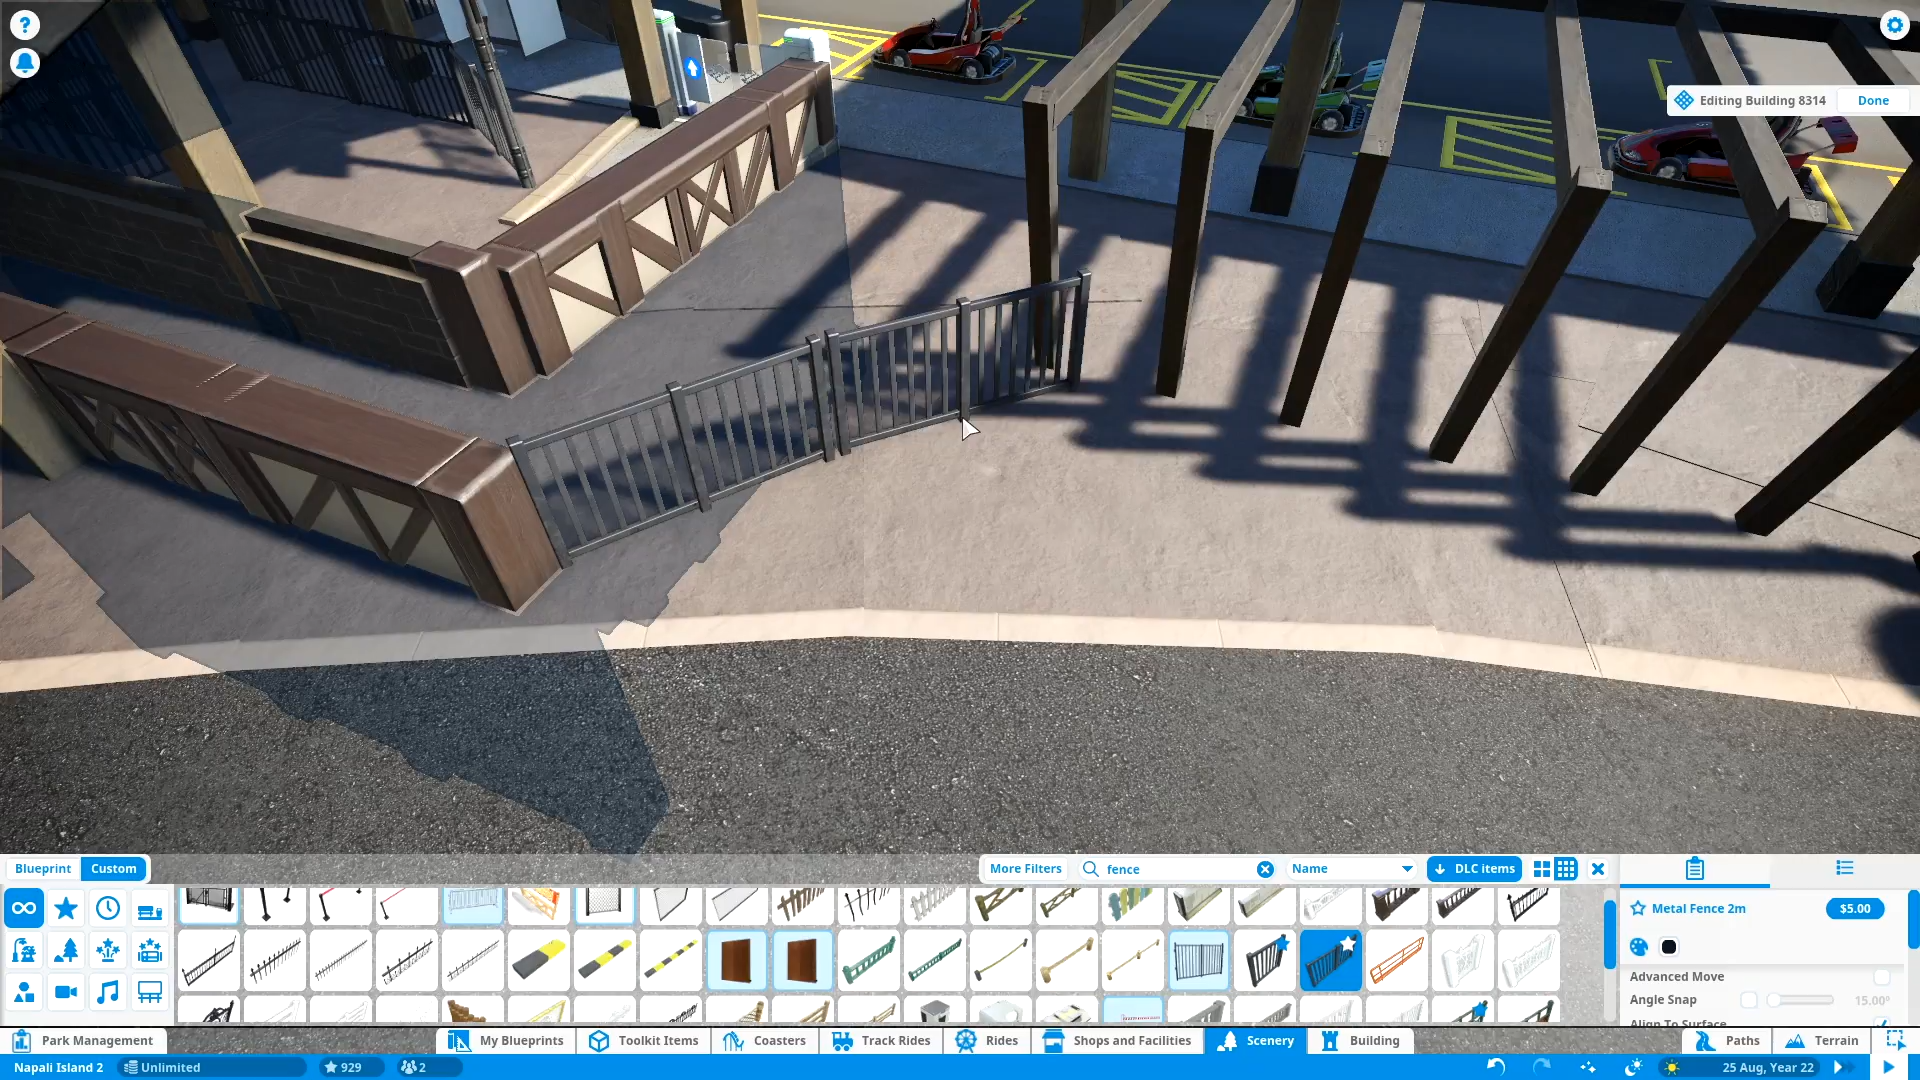 ?
Editing Building 8314 Done
Blueprint Custom More Filters fence Name DLC items
Metal Fence 2m $5.00
Advanced Move
Angle Snap 15.00°
Align To Surface
Park Management My Blueprints Toolkit Items Coasters Track Rides Rides Shops and Facilities Scenery Building Paths Terrain
Napali Island 2 Unlimited 929 2 25 Aug, Year 22